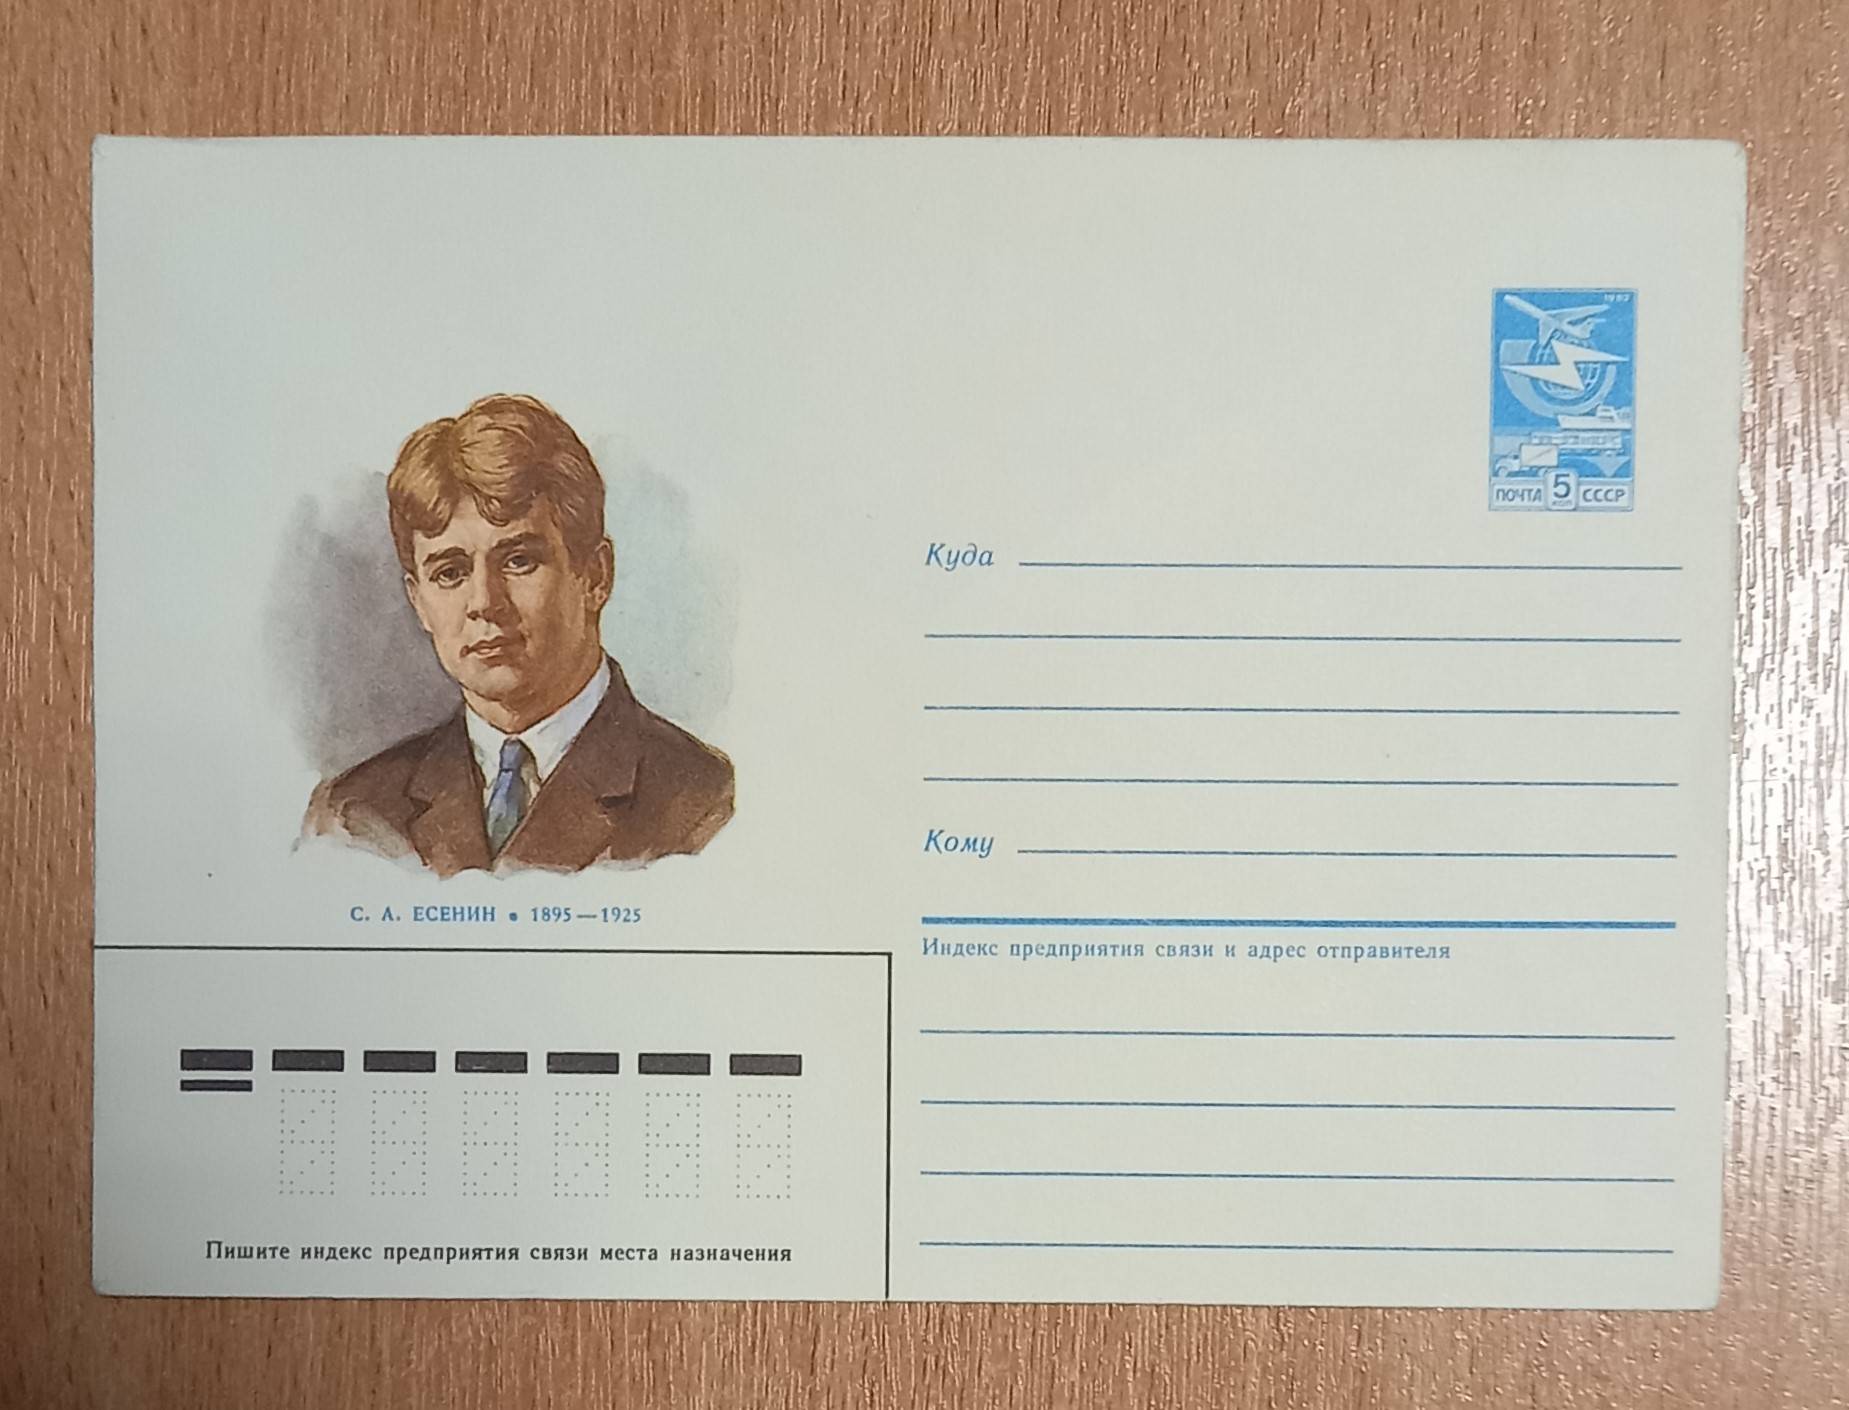 ПОЧТА 5 СССР
коп
Куда
Кому
С. А. ЕСЕНИН • 1895—1925
Индекс предприятия связи и адрес отправителя
Пишите индекс предприятия связи места назначения